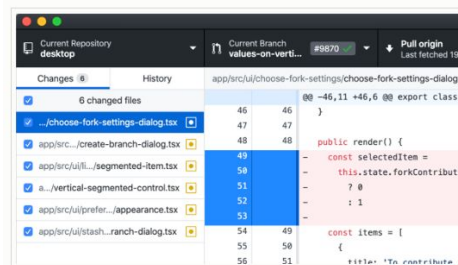 Current Repository
desktop
Current Branch
values-on-verti...
#9870
Pull origin
Last fetched 19
Changes 6
History
app/src/ui/choose-fork-settings/choose-fork-settings-dialog
6 changed files
.../choose-fork-settings-dialog.tsx
app/src.../create-branch-dialog.tsx
app/src/ui/li.../segmented-item.tsx
a.../vertical-segmented-control.tsx
app/src/ui/prefer.../appearance.tsx
app/src/ui/stash...ranch-dialog.tsx
@@ -46,11 +46,6 @@ export class
46 46 }
47 47
48 48 public render() {
49 - const selectedItem =
50 - this.state.forkContribut
51 - ? 0
52 - : 1
53 -
54 49 const items = [
55 50 {
56 51 title: 'To contribute